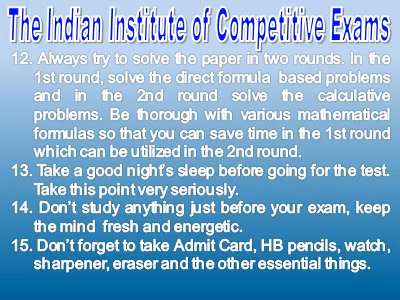 The Indian Institute of Competitive Exams
12. Always try to solve the paper in two rounds. In the
1st round, solve the direct formula based problems
and in the 2nd round solve the calculative
problems. Be thorough with various mathematical
formulas so that you can save time in the 1st round
which can be utilized in the 2nd round.
13. Take a good night's sleep before going for the test.
Take this point very seriously.
14. Don't study anything just before your exam, keep
the mind fresh and energetic.
15. Don't forget to take Admit Card, HB pencils, watch,
sharpener, eraser and the other essential things.